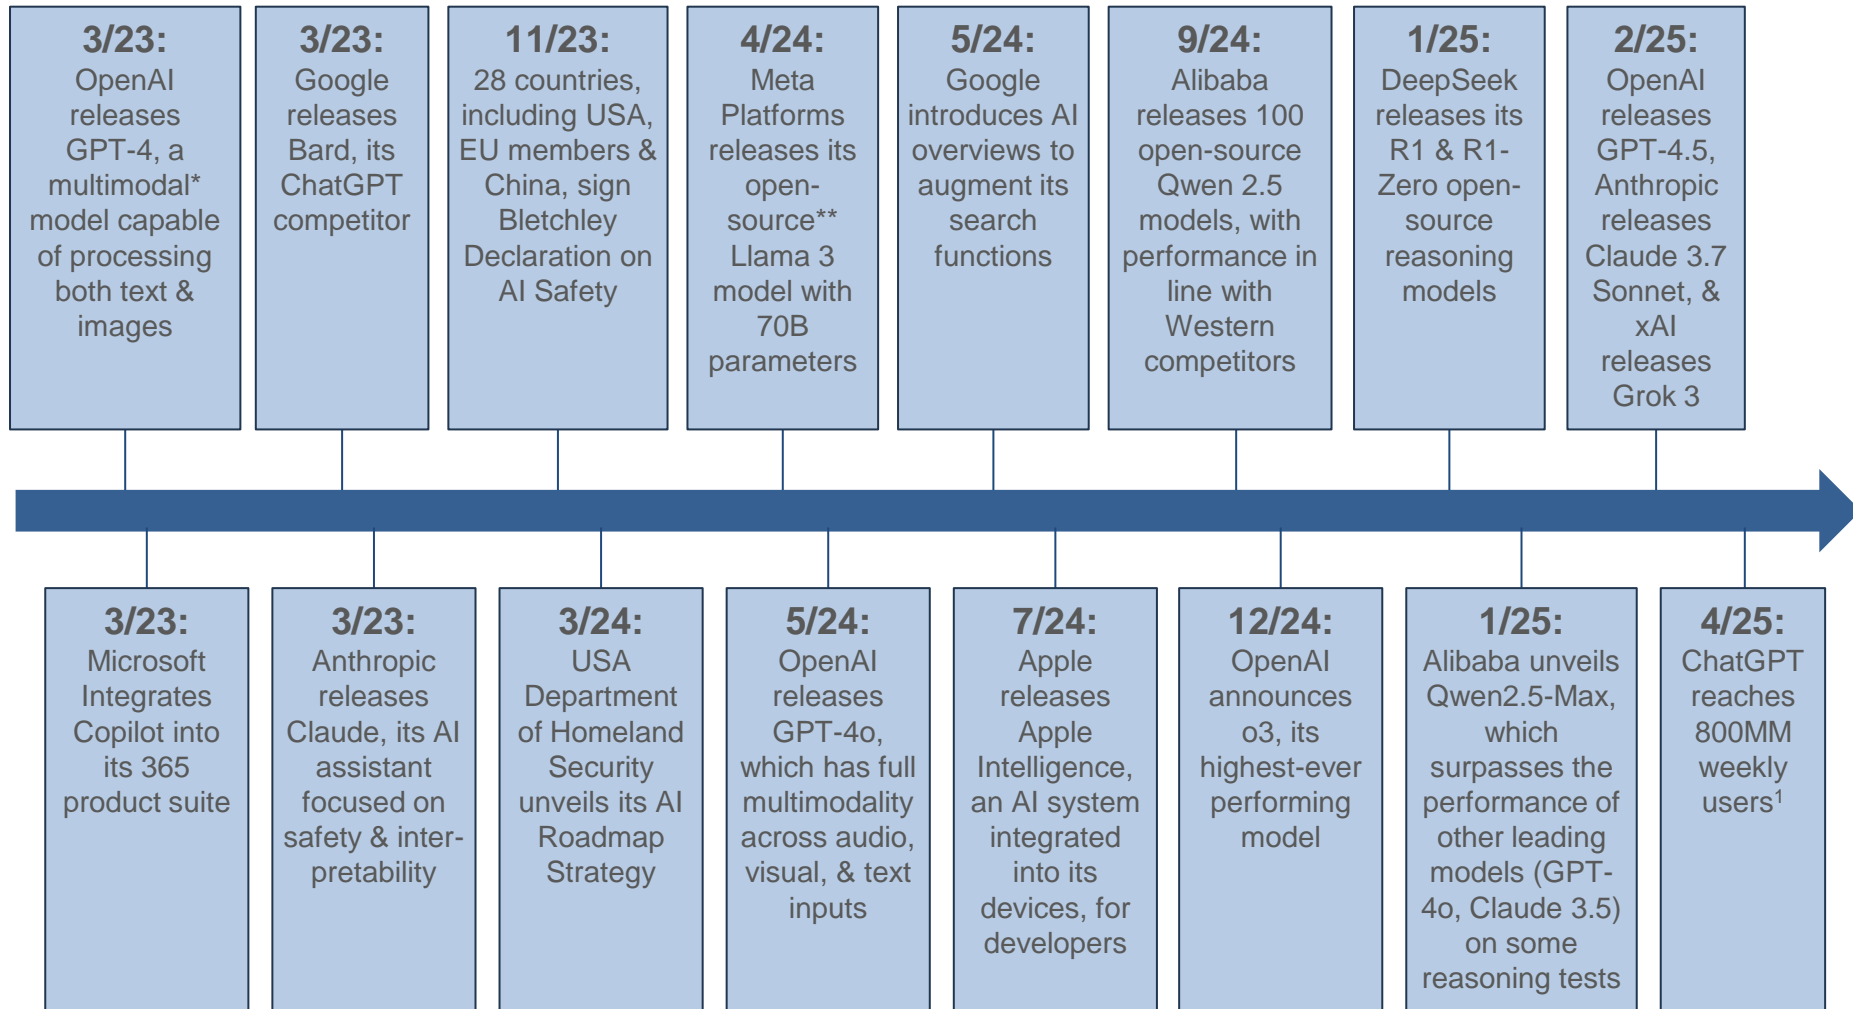 3/23:
OpenAI
releases
GPT-4, a
multimodal*
model capable
of processing
both text &
images
3/23:
Google
releases
Bard, its
ChatGPT
competitor
11/23:
28 countries,
including USA,
EU members &
China, sign
Bletchley
Declaration on
AI Safety
4/24:
Meta
Platforms
releases its
open-
source**
Llama 3
model with
70B
parameters
5/24:
Google
introduces AI
overviews to
augment its
search
functions
9/24:
Alibaba
releases 100
open-source
Qwen 2.5
models, with
performance in
line with
Western
competitors
1/25:
DeepSeek
releases its
R1 & R1-
Zero open-
source
reasoning
models
2/25:
OpenAI
releases
GPT-4.5,
Anthropic
releases
Claude 3.7
Sonnet, &
xAI
releases
Grok 3
3/23:
Microsoft
Integrates
Copilot into
its 365
product suite
3/23:
Anthropic
releases
Claude, its AI
assistant
focused on
safety & inter-
pretability
3/24:
USA
Department
of Homeland
Security
unveils its AI
Roadmap
Strategy
5/24:
OpenAI
releases
GPT-4o,
which has full
multimodality
across audio,
visual, & text
inputs
7/24:
Apple
releases
Apple
Intelligence,
an AI system
integrated
into its
devices, for
developers
12/24:
OpenAI
announces
o3, its
highest-ever
performing
model
1/25:
Alibaba unveils
Qwen2.5-Max,
which
surpasses the
performance of
other leading
models (GPT-
4o, Claude 3.5)
on some
reasoning tests
4/25:
ChatGPT
reaches
800MM
weekly
users¹